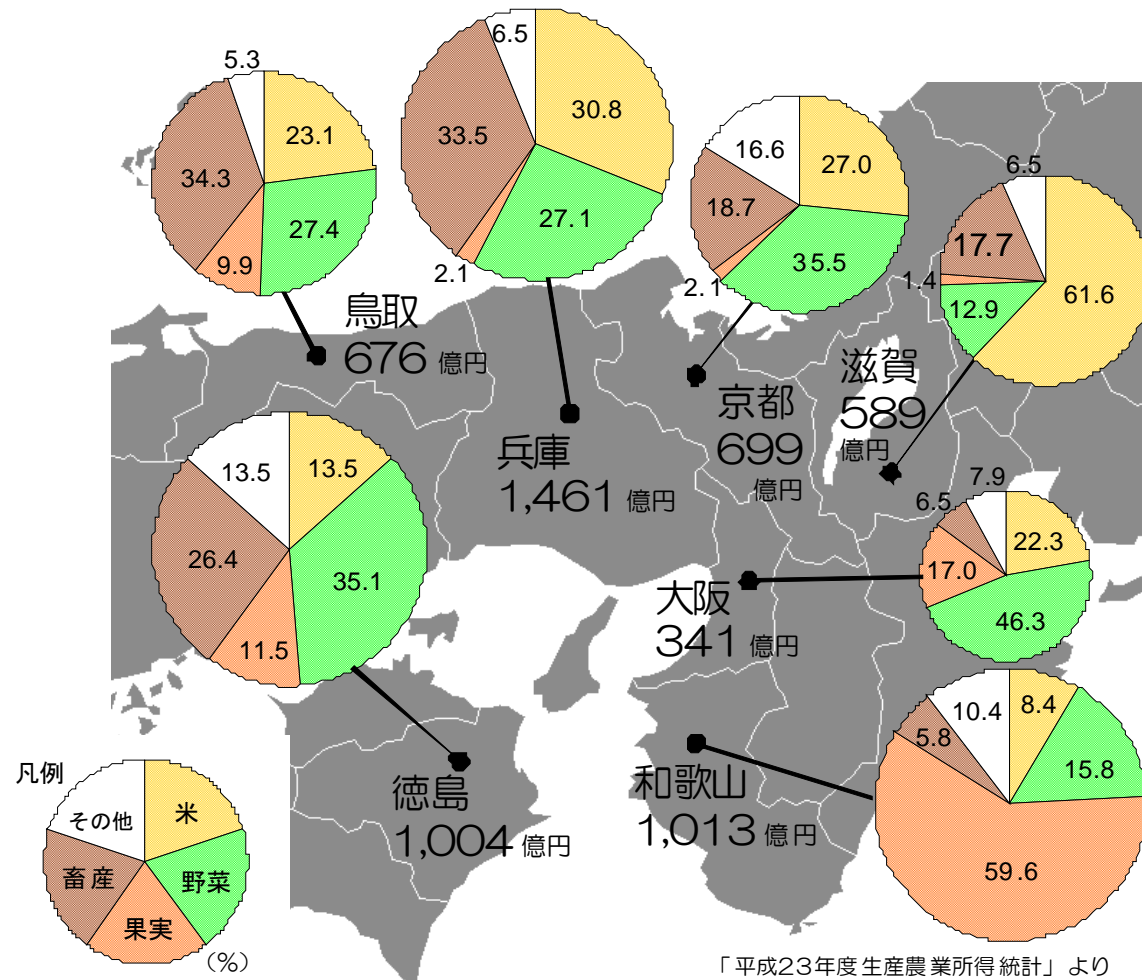 5.3
23.1
34.3
27.4
9.9
6.5
30.8
33.5
27.1
2.1
16.6
27.0
18.7
35.5
2.1
6.5
17.7
61.6
1.4
12.9
鳥取
676 億円
兵庫
1,461 億円
京都
699
億円
滋賀
589
億円
13.5
13.5
26.4
35.1
11.5
7.9
6.5
22.3
17.0
46.3
大阪
341 億円
10.4
8.4
5.8
15.8
59.6
徳島
1,004 億円
和歌山
1,013 億円
凡例
その他
米
畜産
野菜
果実
(%)
「平成23年度生産農業所得統計」より